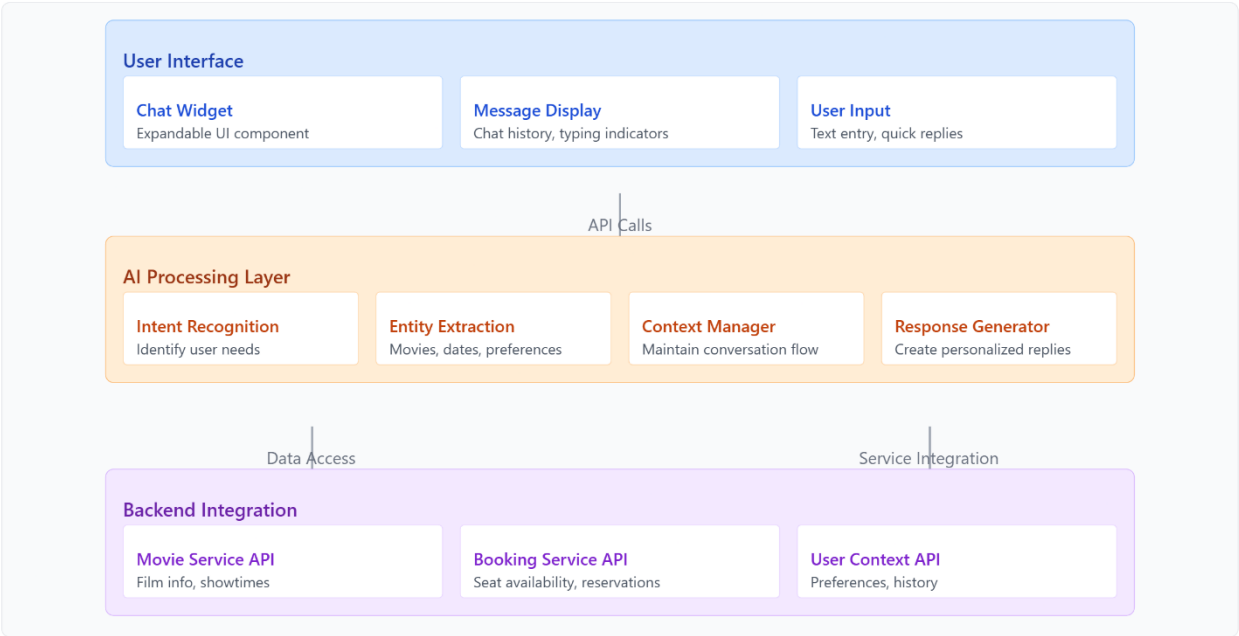 User Interface
Chat Widget
Expandable UI component
Message Display
Chat history, typing indicators
User Input
Text entry, quick replies
API Calls
AI Processing Layer
Intent Recognition
Identify user needs
Entity Extraction
Movies, dates, preferences
Context Manager
Maintain conversation flow
Response Generator
Create personalized replies
Data Access
Service Integration
Backend Integration
Movie Service API
Film info, showtimes
Booking Service API
Seat availability, reservations
User Context API
Preferences, history